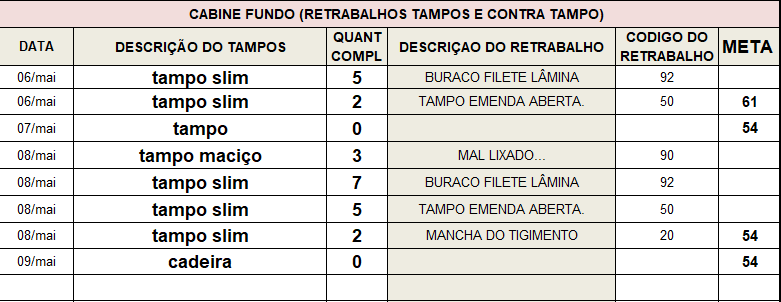 CABINE FUNDO (RETRABALHOS TAMPOS E CONTRA TAMPO)
DATA DESCRIÇÃO DO TAMPOS QUANT COMPL DESCRIÇAO DO RETRABALHO CODIGO DO RETRABALHO META
06/mai tampo slim 5 BURACO FILETE LÂMINA 92
06/mai tampo slim 2 TAMPO EMENDA ABERTA. 50 61
07/mai tampo 0 54
08/mai tampo maciço 3 MAL LIXADO... 90
08/mai tampo slim 7 BURACO FILETE LÂMINA 92
08/mai tampo slim 5 TAMPO EMENDA ABERTA. 50
08/mai tampo slim 2 MANCHA DO TIGIMENTO 20 54
09/mai cadeira 0 54